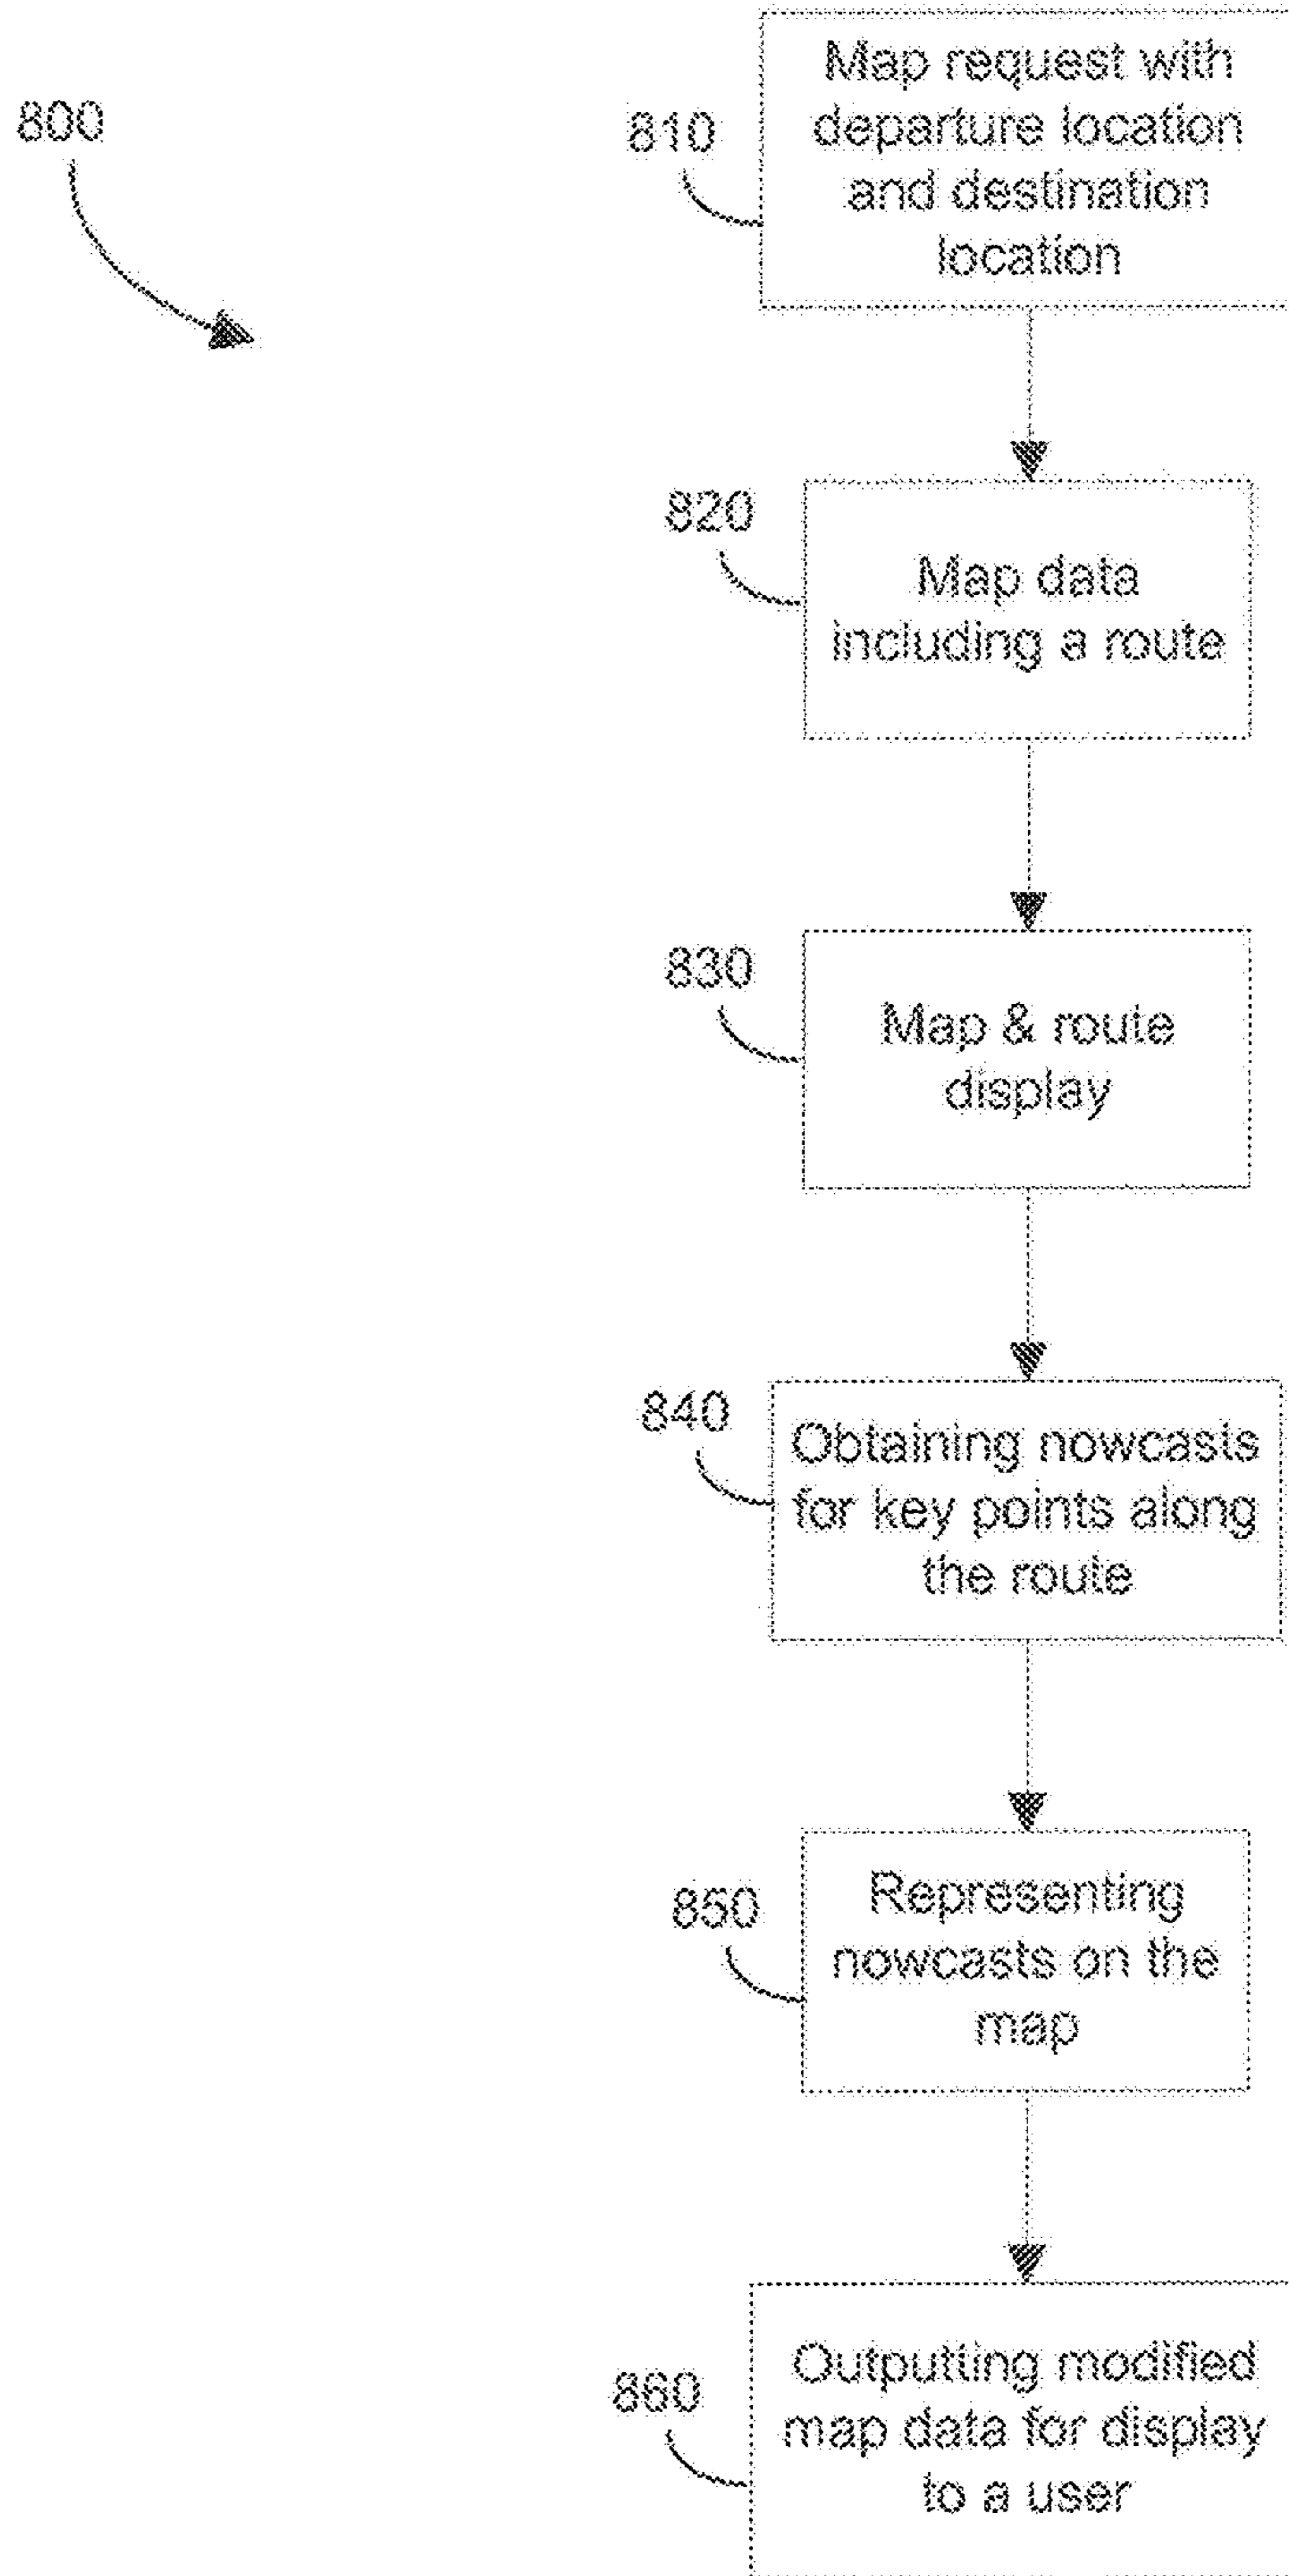 800
810
Map request with
departure location
and destination
location
820
Map data
including a route
830
Map & route
display
840
Obtaining nowcasts
for key points along
the route
850
Representing
nowcasts on the
map
860
Outputting modified
map data for display
to a user